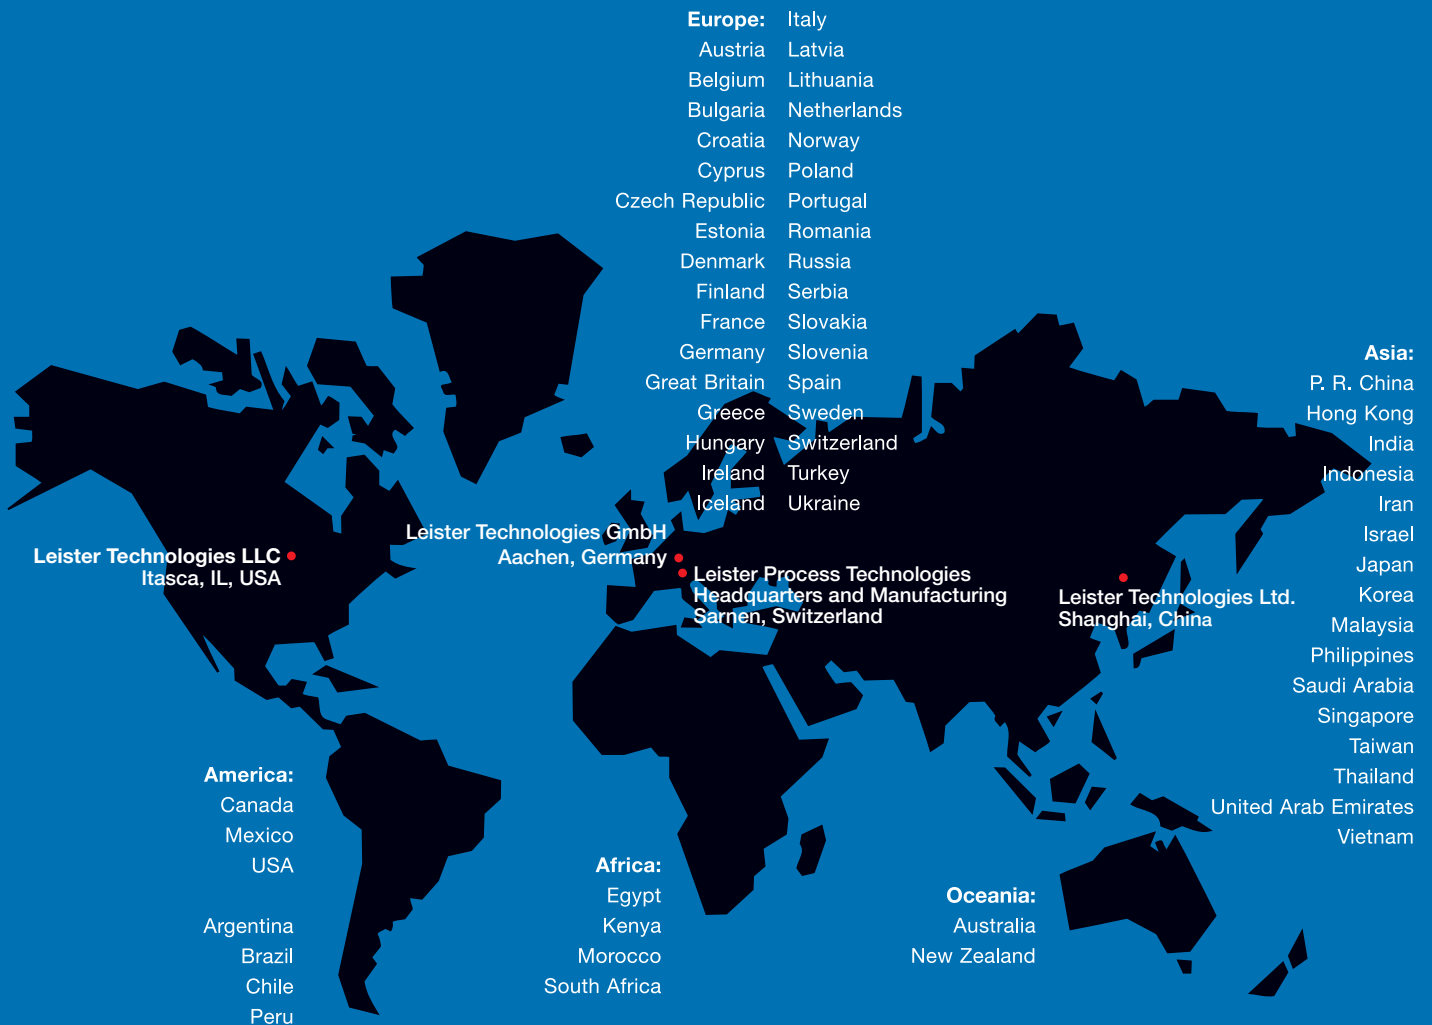 Europe:
Austria
Belgium
Bulgaria
Croatia
Cyprus
Czech Republic
Estonia
Denmark
Finland
France
Germany
Great Britain
Greece
Hungary
Ireland
Iceland
Italy
Latvia
Lithuania
Netherlands
Norway
Poland
Portugal
Romania
Russia
Serbia
Slovakia
Slovenia
Spain
Sweden
Switzerland
Turkey
Ukraine
Asia:
P. R. China
Hong Kong
India
Indonesia
Iran
Israel
Japan
Korea
Malaysia
Philippines
Saudi Arabia
Singapore
Taiwan
Thailand
United Arab Emirates
Vietnam
Leister Technologies LLC
Itasca, IL, USA
Leister Technologies GmbH
Aachen, Germany
Leister Process Technologies
Headquarters and Manufacturing
Sarnen, Switzerland
Leister Technologies Ltd.
Shanghai, China
America:
Canada
Mexico
USA
Argentina
Brazil
Chile
Peru
Africa:
Egypt
Kenya
Morocco
South Africa
Oceania:
Australia
New Zealand